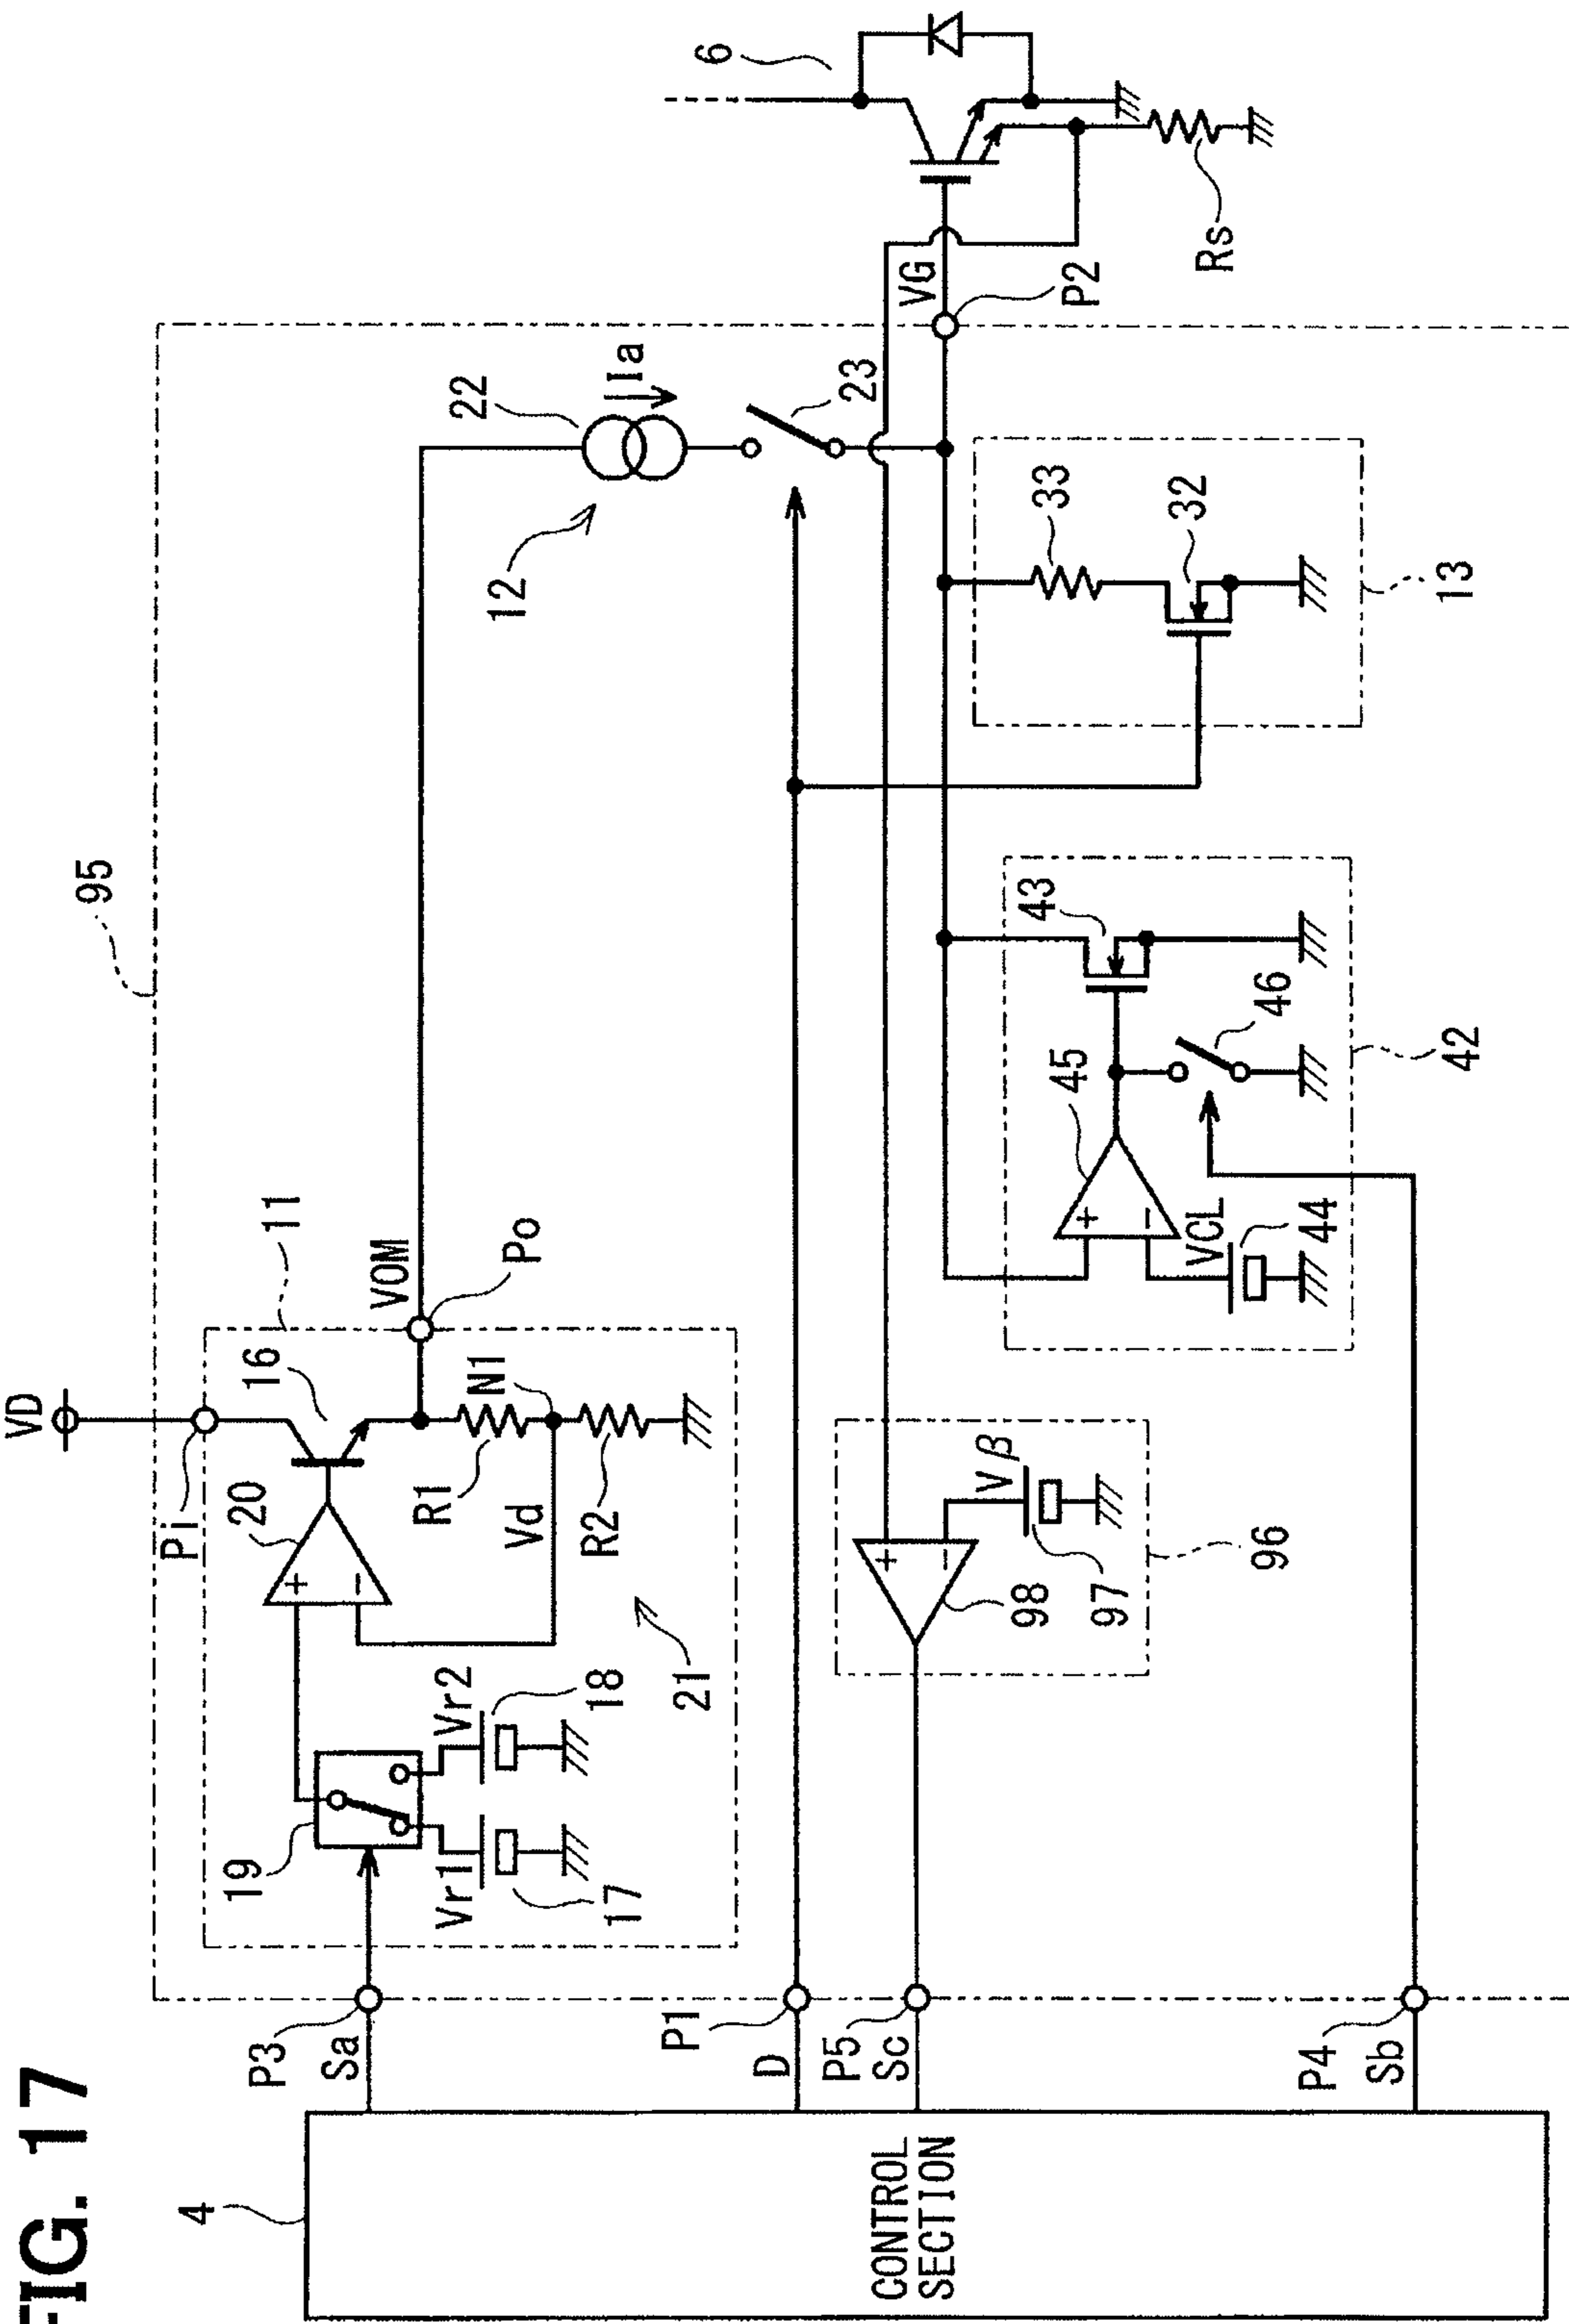 FIG. 17
95
VD
Pi
11
16
20
VOM
Po
R1
N1
Vd
R2
19
Vr1
Vr2
17
18
21
22
Ia
12
23
6
VG
P2
Rs
P3
Sa
P1
D
P5
Sc
P4
Sb
4
CONTROL
SECTION
98
Vβ
97
96
45
VCL
44
43
46
42
33
32
13
+
−
+
−
+
−